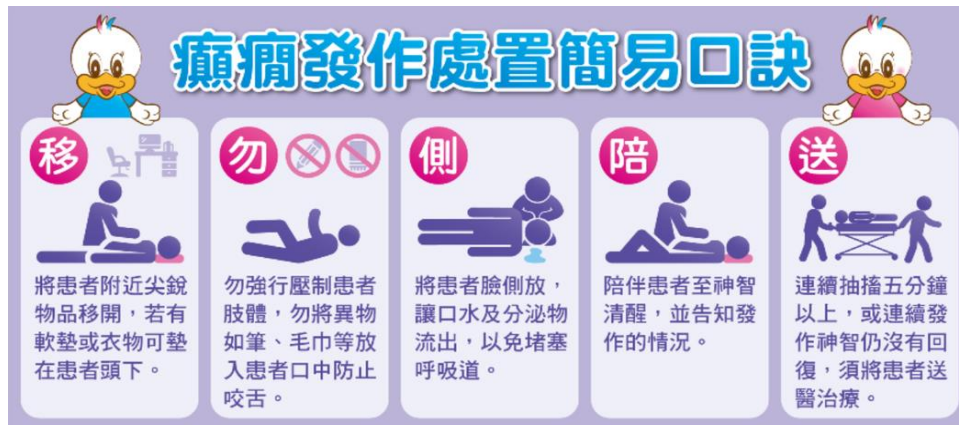 癲癇發作處置簡易口訣
移
將患者附近尖銳
物品移開，若有
軟墊或衣物可墊
在患者頭下。
勿
勿強行壓制患者
肢體，勿將異物
如筆、毛巾等放
入患者口中防止
咬舌。
側
將患者臉側放，
讓口水及分泌物
流出，以免堵塞
呼吸道。
陪
陪伴患者至神智
清醒，並告知發
作的情況。
送
連續抽搐五分鐘
以上，或連續發
作神智仍沒有回
復，須將患者送
醫治療。